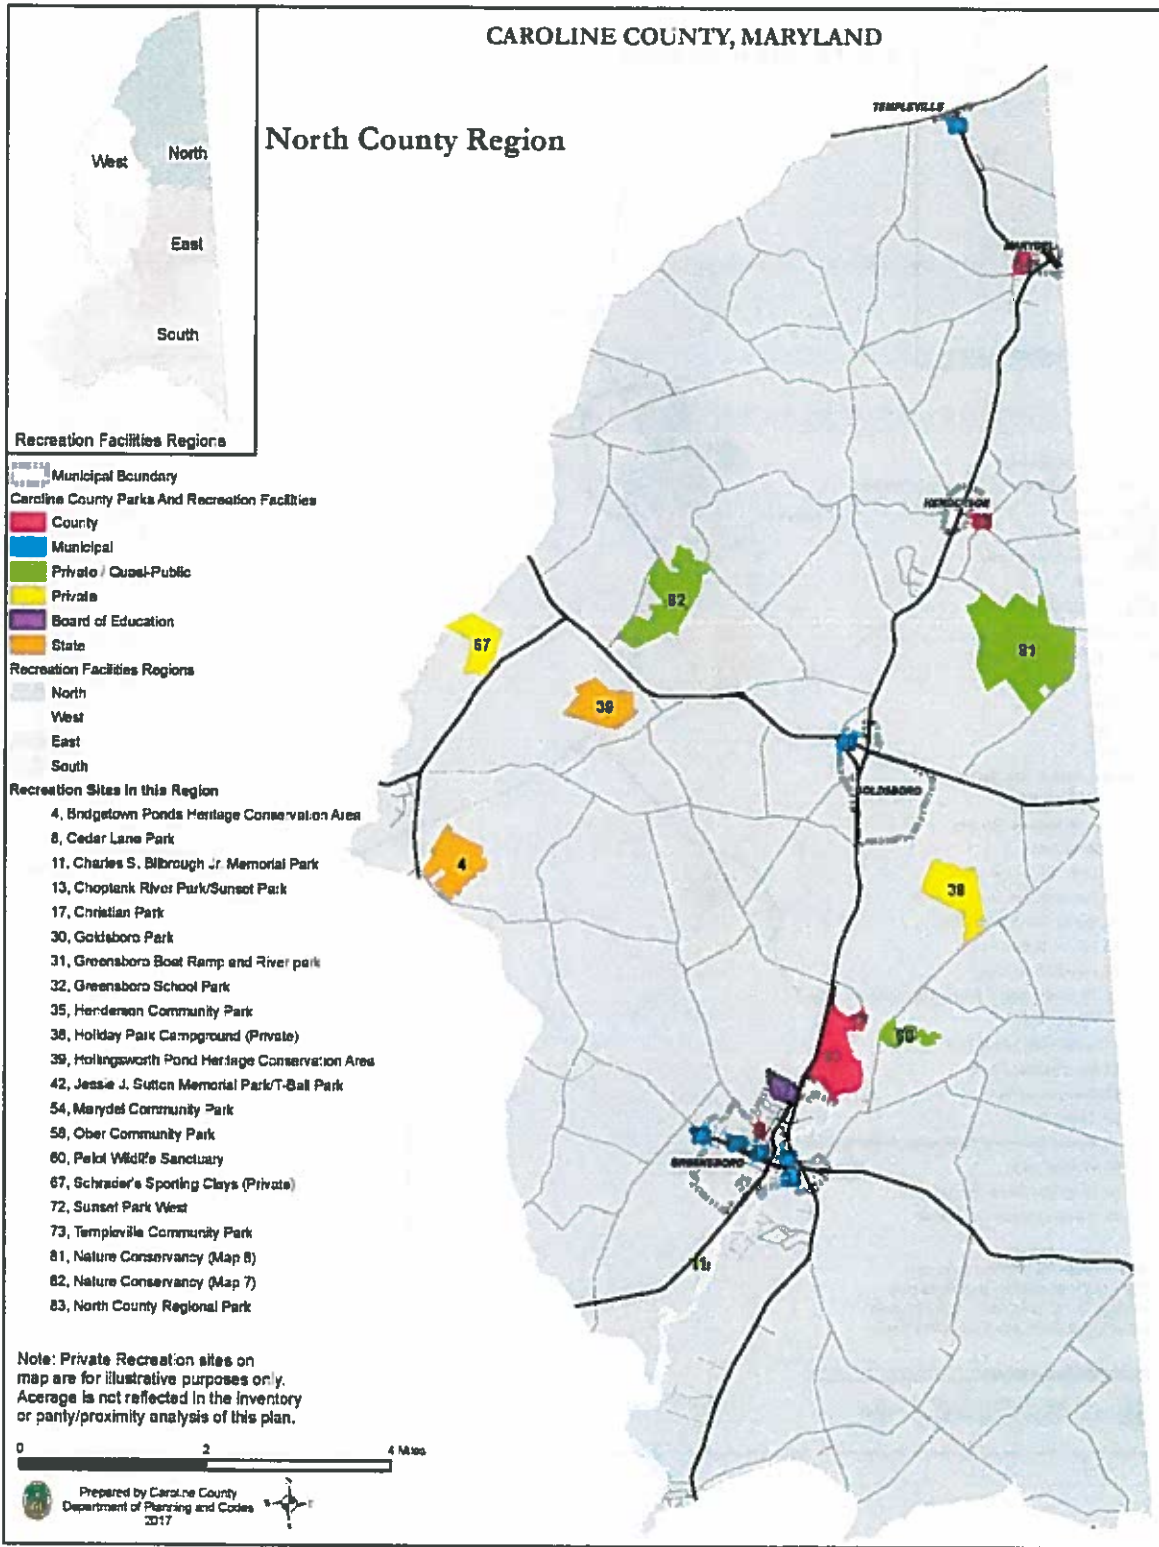 CAROLINE COUNTY, MARYLAND
North County Region
West
North
East
South
Recreation Facilities Regions
Municipal Boundary
Caroline County Parks And Recreation Facilities
County
Municipal
Private / Quasi-Public
Private
Board of Education
State
Recreation Facilities Regions
North
West
East
South
Recreation Sites in this Region
4, Bridgetown Ponds Heritage Conservation Area
8, Cedar Lane Park
11, Charles S. Bilbrough Jr. Memorial Park
13, Choptank River Park/Sunset Park
17, Christian Park
30, Goldsboro Park
31, Greensboro Boat Ramp and River park
32, Greensboro School Park
35, Henderson Community Park
38, Holiday Park Campground (Private)
39, Hollingsworth Pond Heritage Conservation Area
42, Jessie J. Sutton Memorial Park/T-Ball Park
54, Marydel Community Park
58, Ober Community Park
60, Pelot Wildlife Sanctuary
67, Schrader's Sporting Clays (Private)
72, Sunset Park West
73, Templeville Community Park
81, Nature Conservancy (Map 8)
82, Nature Conservancy (Map 7)
83, North County Regional Park
Note: Private Recreation sites on
map are for illustrative purposes only.
Acerage is not reflected in the inventory
or parity/proximity analysis of this plan.
0 2 4 Miles
Prepared by Caroline County
Department of Planning and Codes
2017
TEMPLEVILLE
MARYDEL
HENDERSON
82
81
67
39
GOLDSBORO
4
38
60
GREENSBORO
11